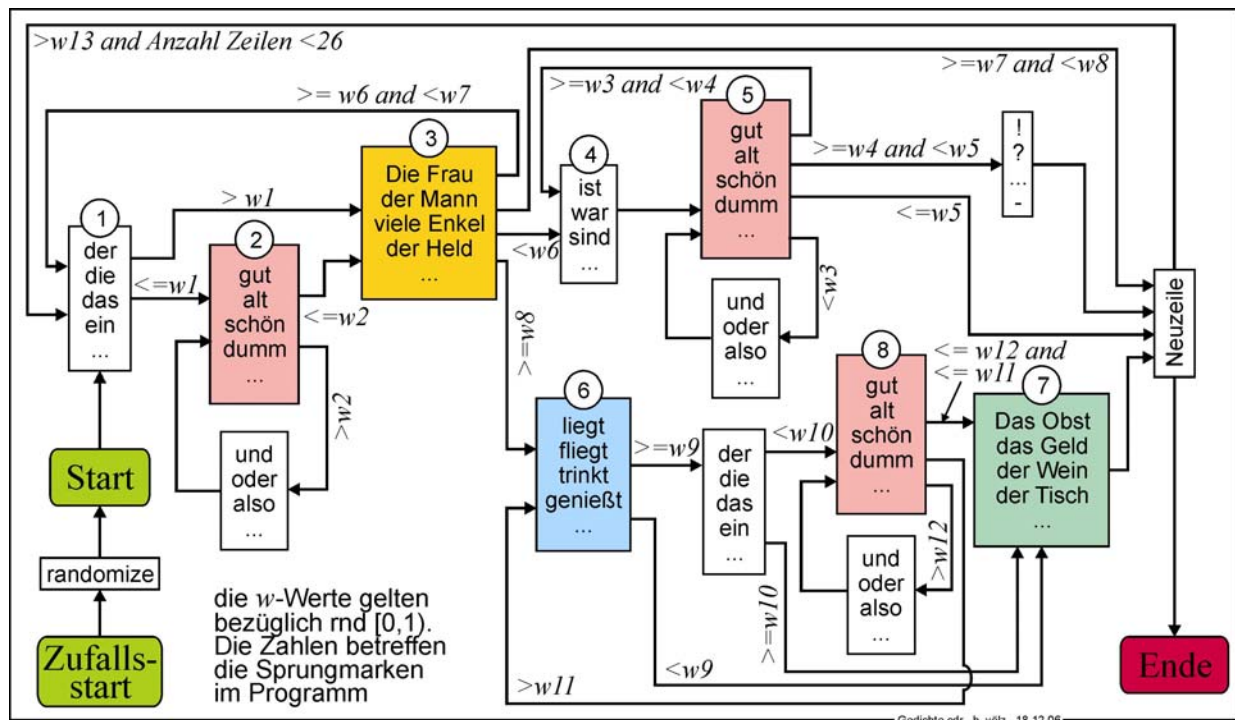 >w13 and Anzahl Zeilen <26
>= w6 and <w7
>=w3 and <w4
>=w7 and <w8
1
der
die
das
ein
...
> w1
<=w1
2
gut
alt
schön
dumm
...
<=w2
>w2
und
oder
also
...
3
Die Frau
der Mann
viele Enkel
der Held
...
<w6
>=w8
4
ist
war
sind
...
5
gut
alt
schön
dumm
...
>=w4 and <w5
<=w5
<w3
und
oder
also
...
!
?
...
-
Neuzeile
6
liegt
fliegt
trinkt
genießt
...
>=w9
<w9
der
die
das
ein
...
<w10
>=w10
8
gut
alt
schön
dumm
...
<= w12 and
<= w11
>w12
>w11
und
oder
also
...
7
Das Obst
das Geld
der Wein
der Tisch
...
Start
randomize
Zufalls-
start
die w-Werte gelten
bezüglich rnd [0,1).
Die Zahlen betreffen
die Sprungmarken
im Programm
Ende